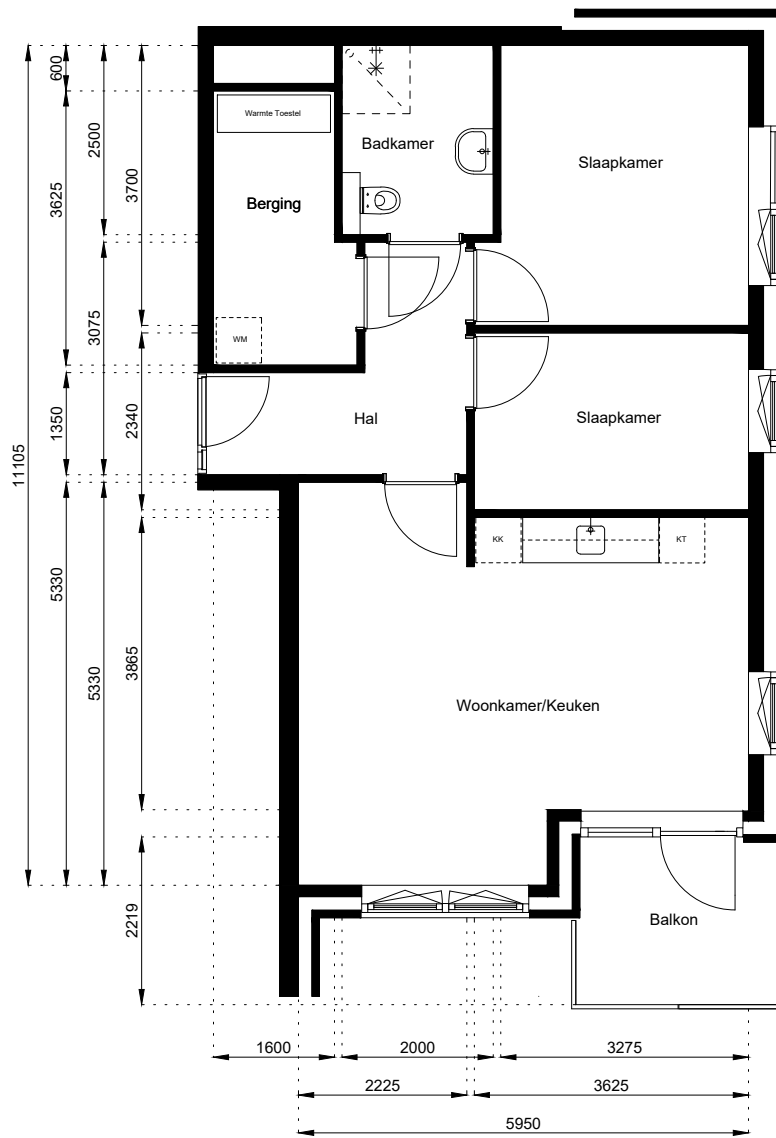 Warmte Toestel
Badkamer
Slaapkamer
Berging
WM
Hal
Slaapkamer
KK
KT
Woonkamer/Keuken
Balkon
600
2500
3700
3625
3075
1350
2340
11105
5330
5330
3865
2219
1600
2000
3275
2225
3625
5950